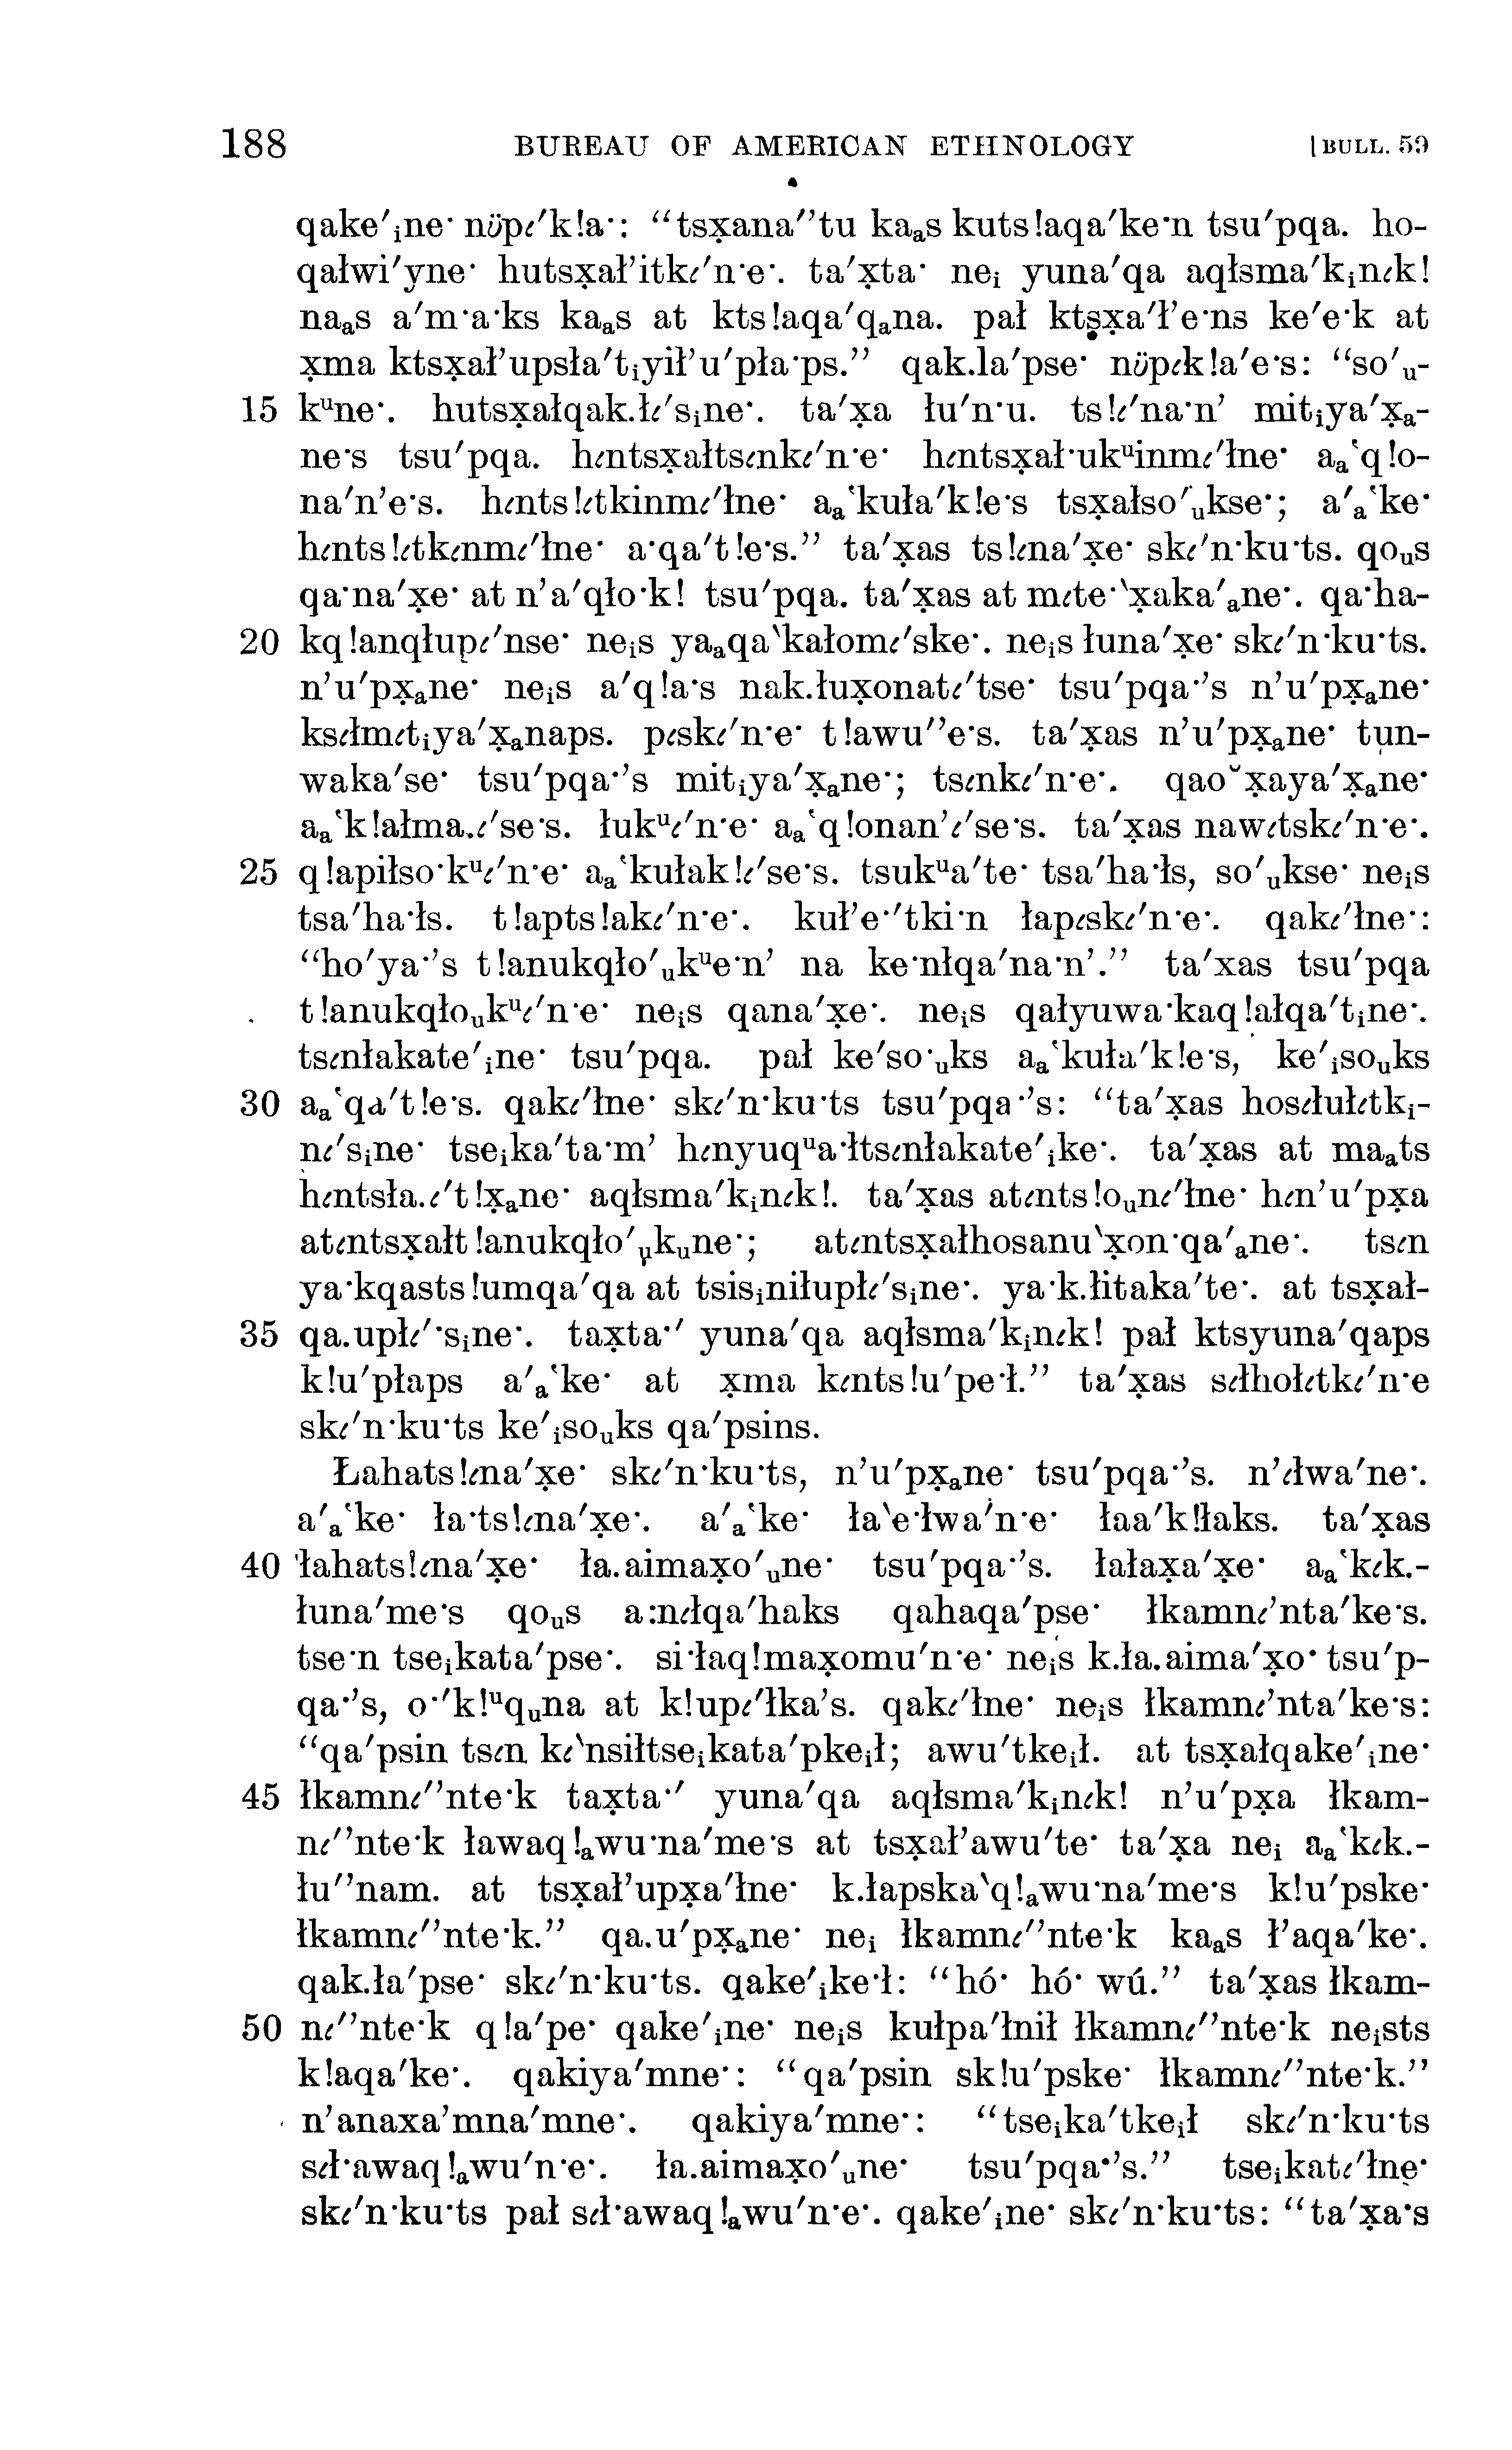 188 BUREAU OF AMERICAN ETHNOLOGY [BULL. 59
qake′ᵢne· nʋpɩ′k!a·: “tsx̣ana″tu kaₐs kuts!aqa′ke·n tsu′pqa. ho-
qałwi′yne· hutsx̣ał’itkɩ′n·e·. ta′x̣ta· neᵢ yuna′qa aqłsma′kᵢnɩk!
naₐs a′m·a·ks kaₐs at kts!aqa′qₐna. pał ktsx̣a′ł’e·ns ke′e·k at
x̣ma ktsx̣ał’upsła′tᵢyił’u′pła·ps.” qak.la′pse· nʋpɩk!a′e·s: “so′ᵤ-
15 kᵘne·. hutsx̣ałqak.łɩ′sᵢne·. ta′x̣a łu′n·u. ts!ɩ′na·n’ mitᵢya′x̣ₐ-
ne·s tsu′pqa. hɩntsx̣ałtsɩnkɩ′n·e· hɩntsx̣ał·ukᵘinmɩ′łne· aₐ‛q!o-
na′n’e·s. hɩnts!ɩtkinmɩ′łne· aₐ‛kuła′k!e·s tsx̣ałso′ᵤkse·; a′ₐ‛ke·
hɩnts!ɩtkɩnmɩ′łne· a·qa′t!e·s.” ta′x̣as ts!ɩna′x̣e· skɩ′n·ku·ts. qoᵤs
qa·na′x̣e· at n’a′qło·k! tsu′pqa. ta′x̣as at mɩte·‵x̣aka′ₐne·. qa·ha-
20 kq!anqłupɩ′nse· neᵢs yaₐqa‵kałomɩ′ske·. neᵢs łuna′x̣e· skɩ′n·ku·ts.
n’u′px̣ₐne· neᵢs a′q!a·s nak.łux̣onatɩ′tse· tsu′pqa·’s n’u′px̣ₐne·
ksɩłmɩtᵢya′x̣ₐnaps. pɩskɩ′n·e· t!awu″e·s. ta′x̣as n’u′px̣ₐne· tun-
waka′se· tsu′pqa·’s mitᵢya′x̣ₐne·; tsɩnkɩ′n·e·. qaoᵘx̣aya′x̣ₐne·
aₐ‛k!ałma.ɩ′se·s. łukᵘɩ′n·e· aₐ‛q!onan’ɩ′se·s. ta′x̣as nawɩtskɩ′n·e·.
25 q!apiłso·kᵘɩ′n·e· aₐ‛kułak!ɩ′se·s. tsukᵘa′te· tsa′ha·ls, so′ᵤkse· neᵢs
tsa′ha·ls. t!apts!akɩ′n·e·. kuł’e·′tki·n łapɩskɩ′n·e·. qakɩ′łne·:
“ho′ya·’s t!anukqło′ᵤkᵘe·n’ na ke·nłqa′na·n’.” ta′xas tsu′pqa
t!anukqłoᵤkᵘɩ′n·e· neᵢs qana′x̣e·. neᵢs qałyuwa·kaq!ałqa′tᵢne·.
tsɩnłakate′ᵢne· tsu′pqa. pał ke′so·ᵤks aₐ‛kuła′k!e·s, ke′ᵢsoᵤks
30 aₐ‛qa′t!e·s. qakɩ′łne· skɩ′n·ku·ts tsu′pqa·’s: “ta′x̣as hosɩłułɩtkᵢ-
nɩ′sᵢne· tseᵢka′ta·m’ hɩnyuqᵘa·łtsɩnłakate′ᵢke·. ta′x̣as at maₐts
hɩntsła.ɩ′t!x̣ₐne· aqłsma′kᵢnɩk!. ta′x̣as atɩnts!oᵤnɩ′łne· hɩn’u′px̣a
atɩntsx̣ałt!anukqło′ᵤkᵤne·; atɩntsx̣ałhosanu‵x̣on·qa′ₐne·. tsɩn
ya·kqasts!umqa′qa at tsisᵢniłupłɩ′sᵢne·. ya·k.łitaka′te·. at tsx̣ał-
35 qa.upłɩ′·sᵢne·. tax̣ta·′ yuna′qa aqłsma′kᵢnɩk! pał ktsyuna′qaps
k!u′płaps a′ₐ‛ke· at x̣ma kɩnts!u′pe·ł.” ta′x̣as sɩłhołɩtkɩ′n·e
skɩ′n·ku·ts ke′ᵢsoᵤks qa′psins.
Łahats!ɩna′x̣e· skɩ′n·ku·ts, n’u′px̣ₐne· tsu′pqa·’s. n’ɩłwa′ne·.
a′ₐ‛ke· ła·ts!ɩna′x̣e·. a′ₐ‛ke· ła‵e·łwa′n·e· łaa′k!łaks. ta′x̣as
40 łahats!ɩna′x̣e· ła.aimax̣o′ᵤne· tsu′pqa·’s. łałax̣a′x̣e· aₐ‛kɩk.-
łuna′me·s qoᵤs a:nɩłqa′haks qahaqa′pse· łkamnɩ’nta′ke·s.
tse·n tseᵢkata′pse·. si·łaq!max̣omu′n·e· neᵢs k.ła.aima′x̣o· tsu′p-
qa·’s, o·′k!ᵘqᵤna at k!upɩ′łka’s. qakɩ′łne· neᵢs łkamnɩ’nta′ke·s:
“qa′psin tsɩn kɩ‵nsiłtseᵢkata′pkeᵢł; awu′tkeᵢł. at tsx̣ałqake′ᵢne·
45 łkamnɩ″nte·k tax̣ta·′ yuna′qa aqłsma′kᵢnɩk! n’u′px̣a łkam-
nɩ″nte·k ławaq!ₐwu·na′me·s at tsx̣ał’awu′te· ta′x̣a neᵢ aₐ‛kɩk.-
łu″nam. at tsx̣ał’upx̣a′łne· k.łapska‵q!ₐwu·na′me·s k!u′pske·
łkamnɩ″nte·k.” qa.u′px̣ₐne· neᵢ łkamnɩ″nte·k kaₐs ł’aqa′ke·.
qak.ła′pse· skɩ′n·ku·ts. qake′ᵢke·ł: “hó· hó· wú.” ta′x̣as łkam-
50 nɩ″nte·k q!a′pe· qake′ᵢne· neᵢs kułpa′łnił łkamnɩ″nte·k neᵢsts
k!aqa′ke·. qakiya′mne·: “qa′psin sk!u′pske· łkamnɩ″nte·k.”
n’anaxa’mna′mne·. qakiya′mne·: “tseᵢka′tkeᵢł skɩ′n·ku·ts
sɩł·awaq!ₐwu′n·e·. ła.aimax̣o′ᵤne· tsu′pqa·’s.” tseᵢkatɩ′łne·
skɩ′n·ku·ts pał sɩł·awaq!ₐwu′n·e·. qake′ᵢne· skɩ′n·ku·ts: “ta′x̣a·s